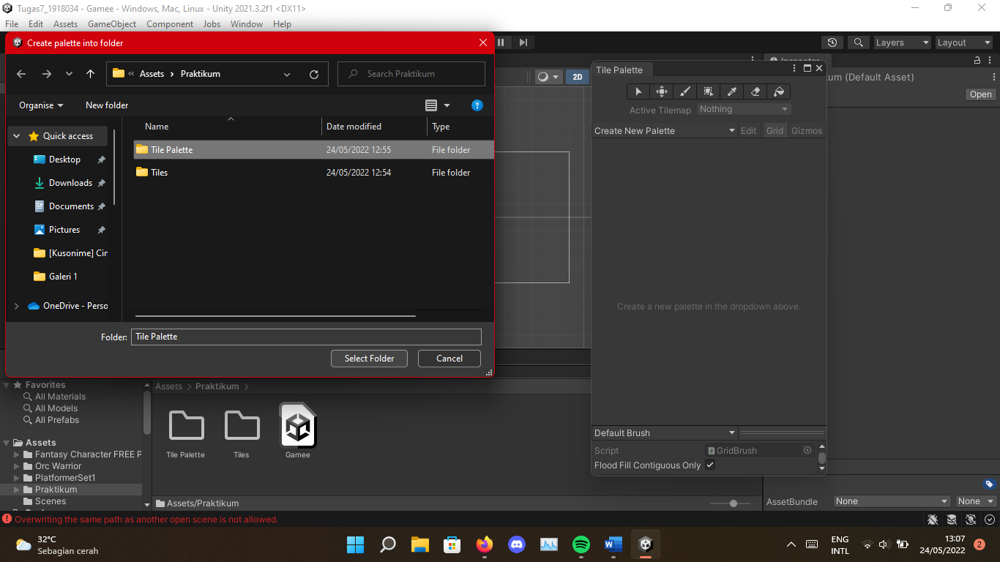 Tugas7_1918034 - Gamee - Windows, Mac, Linux - Unity 2021.3.2f1 <DX11>
File Edit Assets GameObject Component Jobs Window Help
Create palette into folder
Layers Layout
« Assets > Praktikum
Search Praktikum
Organise New folder
Name Date modified Type
Quick access
Desktop
Downloads
Documents
Pictures
[Kusonime] Cir
Galeri 1
OneDrive - Perso
Tile Palette 24/05/2022 12:55 File folder
Tiles 24/05/2022 12:54 File folder
Folder: Tile Palette
Select Folder Cancel
2D
Tile Palette
Active Tilemap Nothing
Create New Palette Edit Grid Gizmos
Create a new palette in the dropdown above.
Default Brush
Script GridBrush
Flood Fill Contiguous Only
Inspector
kum (Default Asset)
Open
AssetBundle None None
Favorites
All Materials
All Models
All Prefabs
Assets
Fantasy Character FREE P
Orc Warrior
PlatformerSet1
Praktikum
Scenes
Assets > Praktikum >
Tile Palette Tiles Gamee
Assets/Praktikum
Overwriting the same path as another open scene is not allowed.
32°C
Sebagian cerah
ENG
INTL
13:07
24/05/2022
2